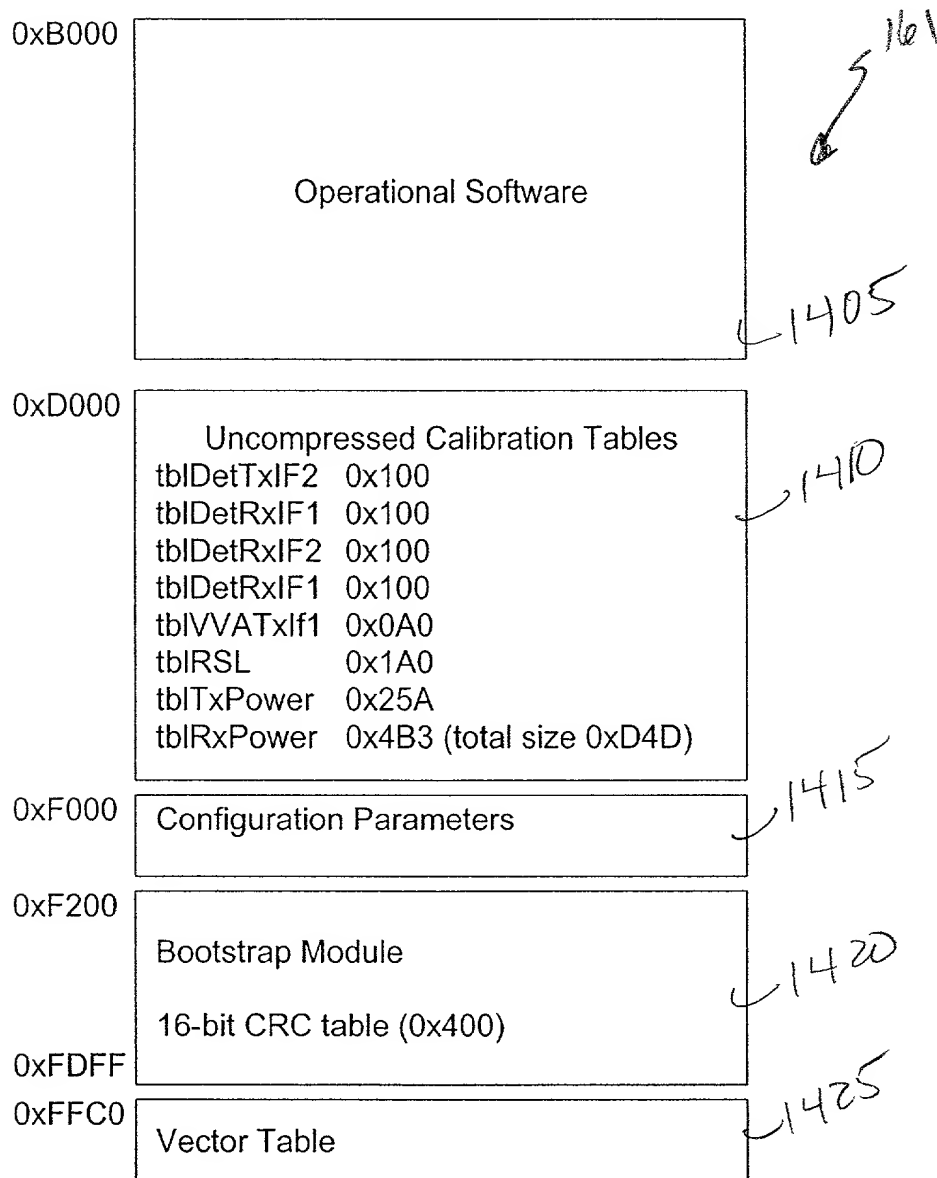 0xB000
161
Operational Software
1405
0xD000
Uncompressed Calibration Tables
tblDetTxIF2 0x100
tblDetRxIF1 0x100
tblDetRxIF2 0x100
tblDetRxIF1 0x100
tblVVATxIf1 0x0A0
tblRSL 0x1A0
tblTxPower 0x25A
tblRxPower 0x4B3 (total size 0xD4D)
1410
0xF000
Configuration Parameters
1415
0xF200
Bootstrap Module
16-bit CRC table (0x400)
1420
0xFDFF
0xFFC0
Vector Table
1425